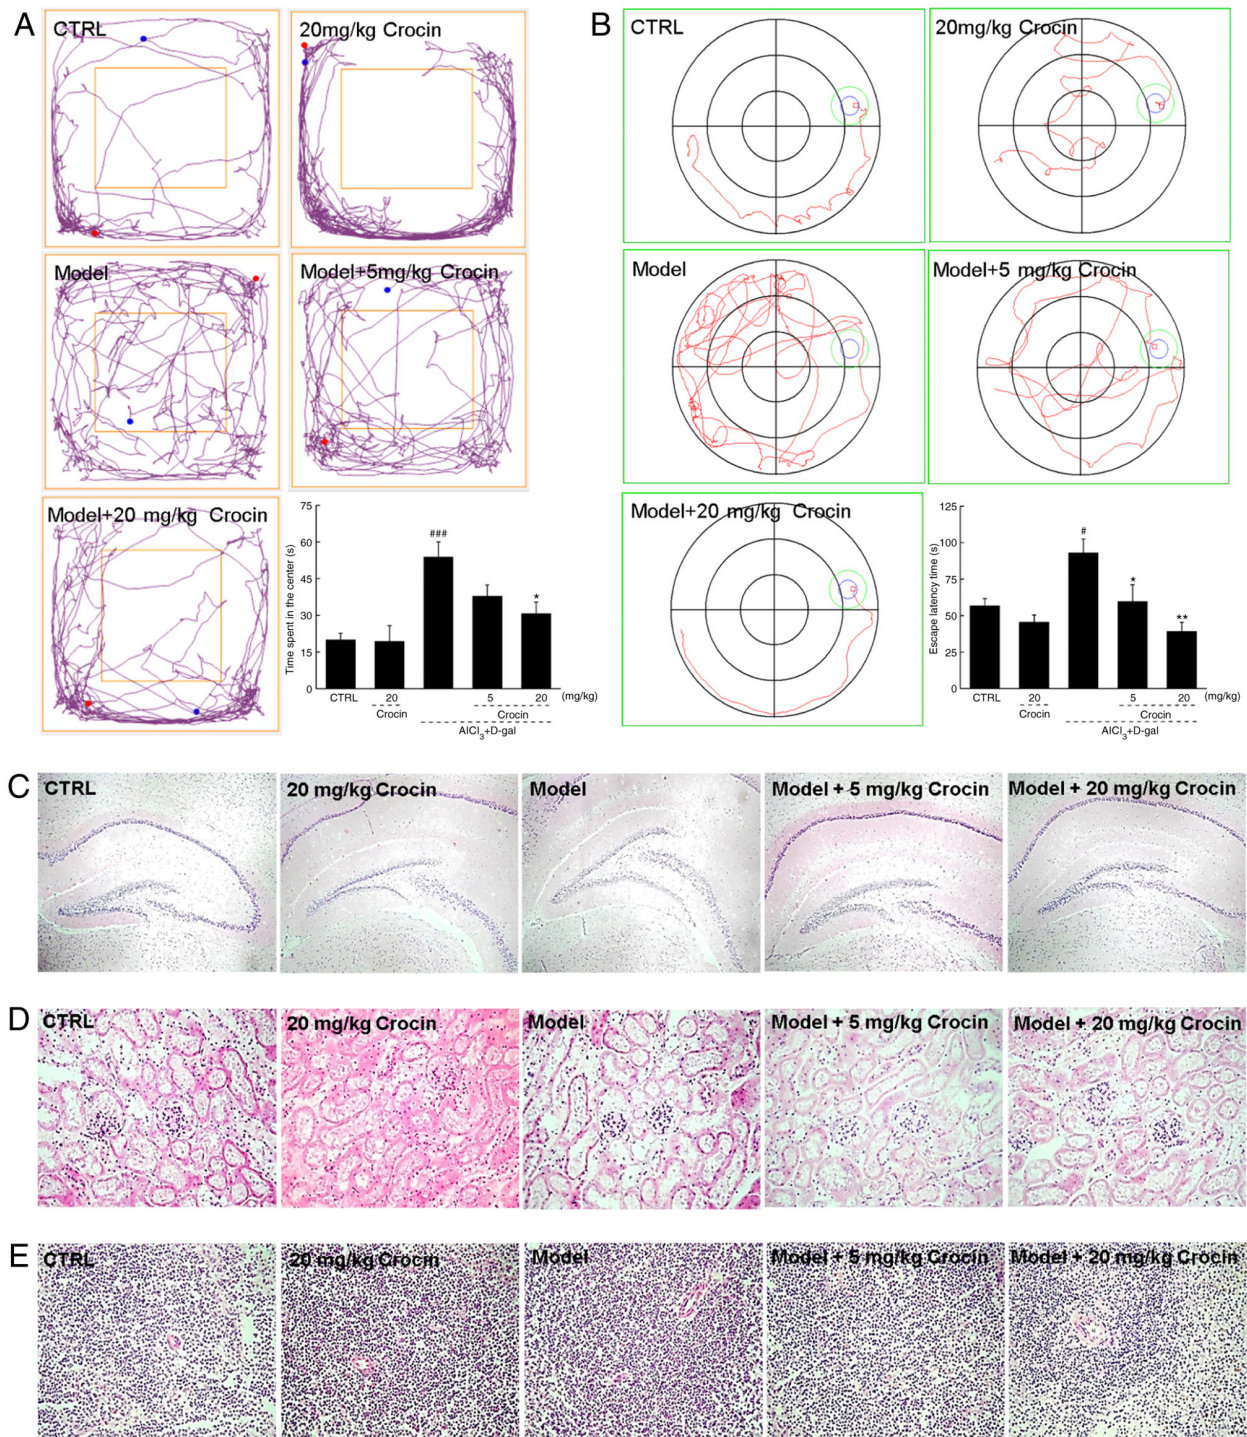 A
CTRL
20mg/kg Crocin
Model
Model+5mg/kg Crocin
Model+20 mg/kg Crocin
Time spent in the center (s)
75
60
45
30
15
0
###
*
CTRL 20 5 20 (mg/kg)
Crocin Crocin
AlCl3+D-gal
B
CTRL
20mg/kg Crocin
Model
Model+5 mg/kg Crocin
Model+20 mg/kg Crocin
Escape latency time (s)
125
100
75
50
25
0
#
*
**
CTRL 20 5 20 (mg/kg)
Crocin Crocin
AlCl3+D-gal
C
CTRL
20 mg/kg Crocin
Model
Model + 5 mg/kg Crocin
Model + 20 mg/kg Crocin
D
CTRL
20 mg/kg Crocin
Model
Model + 5 mg/kg Crocin
Model + 20 mg/kg Crocin
E
CTRL
20 mg/kg Crocin
Model
Model + 5 mg/kg Crocin
Model + 20 mg/kg Crocin